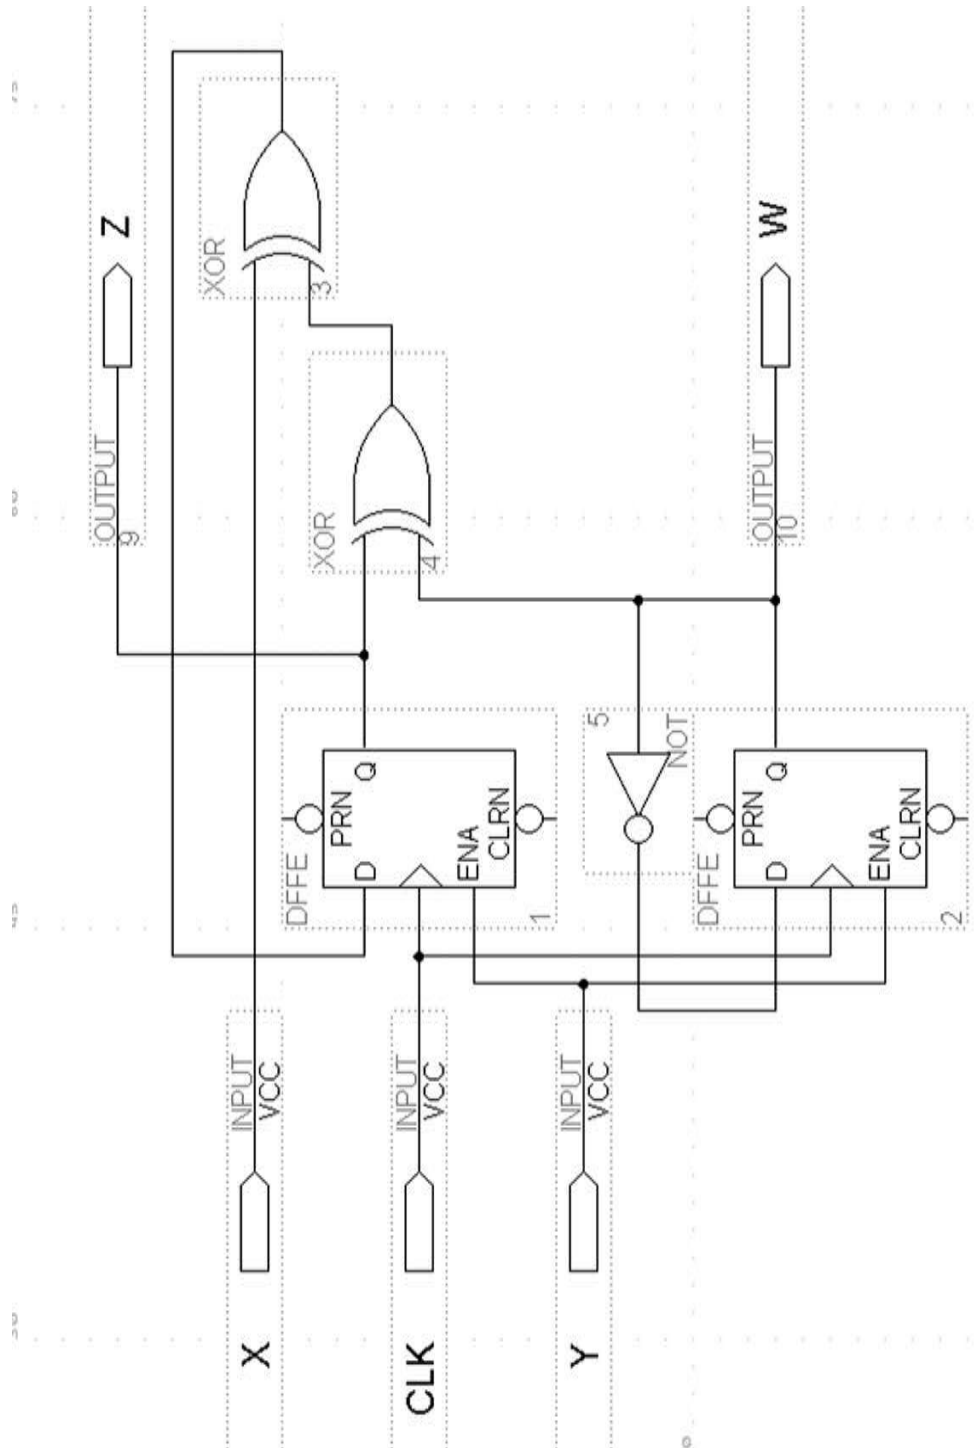 Z
OUTPUT
9
XOR
3
XOR
4
W
OUTPUT
10
DFFE
PRN
D
Q
ENA
CLRN
1
5
NOT
DFFE
PRN
D
Q
ENA
CLRN
2
X
INPUT
VCC
CLK
INPUT
VCC
Y
INPUT
VCC